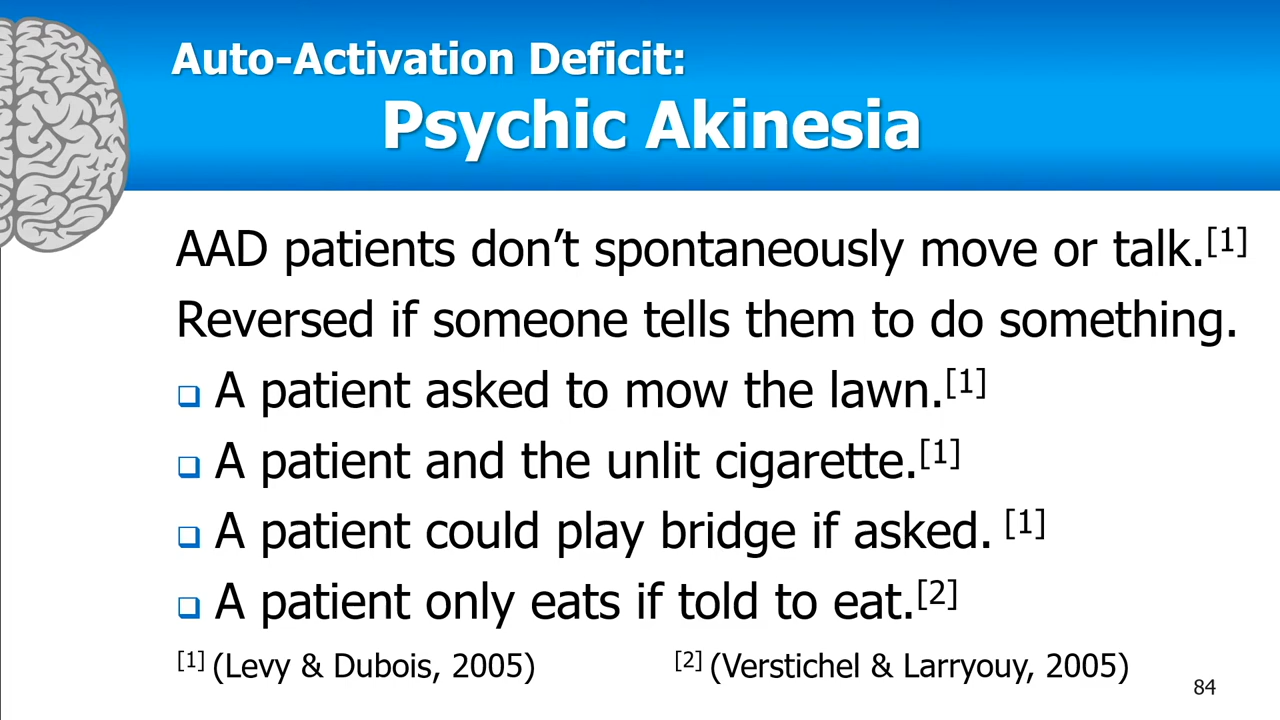 Auto-Activation Deficit:
Psychic Akinesia
AAD patients don’t spontaneously move or talk.[1]
Reversed if someone tells them to do something.
❑ A patient asked to mow the lawn.[1]
❑ A patient and the unlit cigarette.[1]
❑ A patient could play bridge if asked. [1]
❑ A patient only eats if told to eat.[2]
[1] (Levy & Dubois, 2005) [2] (Verstichel & Larryouy, 2005)
84